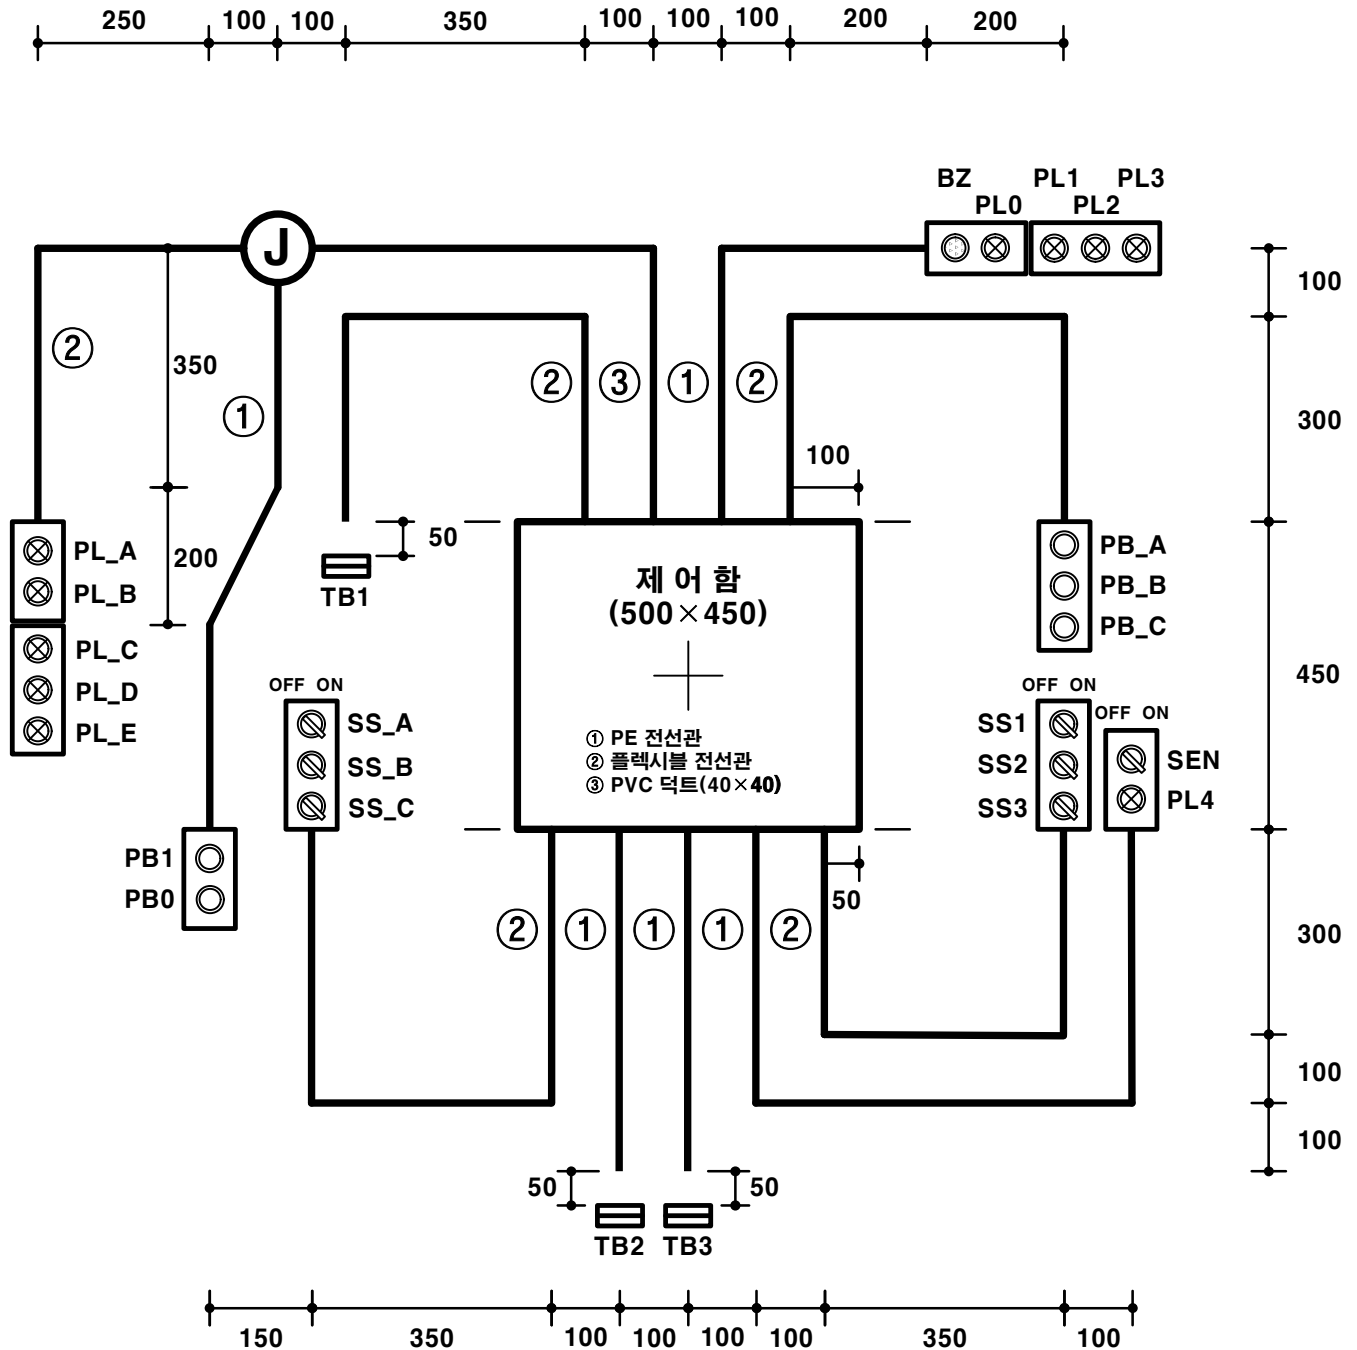 250 100 100 350 100 100 100 200 200
BZ PL1 PL3
PL0 PL2
J
100
② 350 ② ③ ① ②
① 300
100
50
PL_A
PL_B
200
TB1
제 어 함
(500×450)
PB_A
PB_B
PB_C
PL_C
PL_D
PL_E
450
OFF ON
SS_A
SS_B
SS_C
① PE 전선관
② 플렉시블 전선관
③ PVC 덕트(40×40)
OFF ON
SS1
SS2
SS3
OFF ON
SEN
PL4
PB1
PB0
50
② ① ① ① ② 300
100
100
50 50
TB2 TB3
150 350 100 100 100 100 350 100